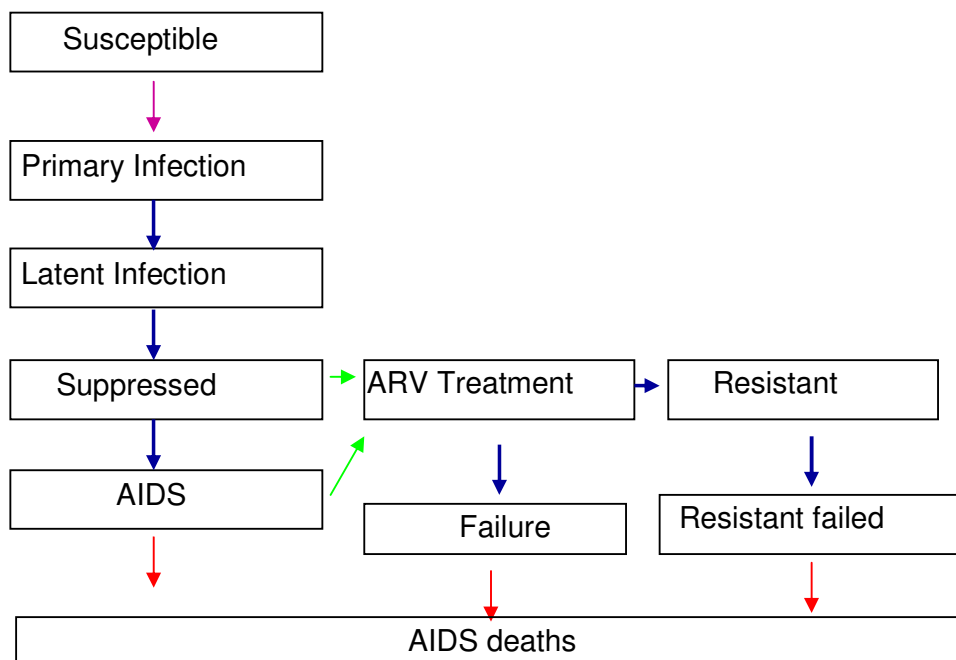 Susceptible
Primary Infection
Latent Infection
Suppressed
ARV Treatment
Resistant
AIDS
Failure
Resistant failed
AIDS deaths